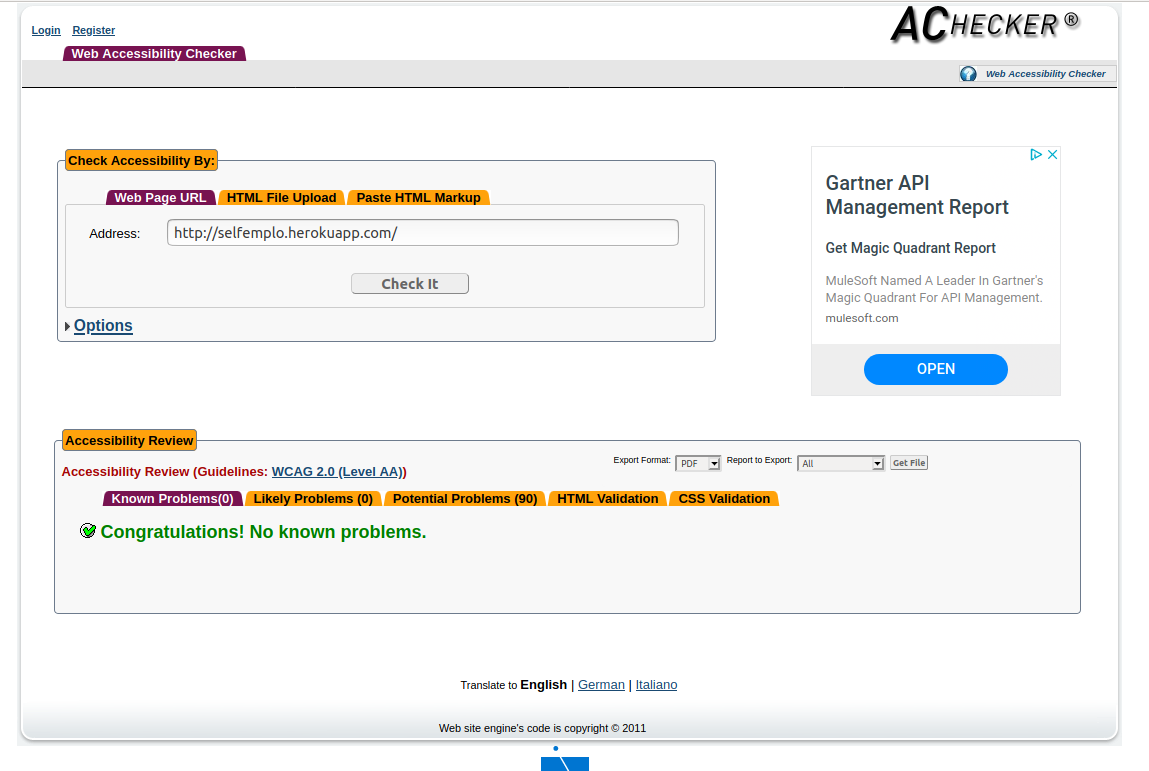 Login Register
ACHECKER ®
Web Accessibility Checker
Web Accessibility Checker
Check Accessibility By:
Web Page URL HTML File Upload Paste HTML Markup
Address: http://selfemplo.herokuapp.com/
Check It
Options
Gartner API
Management Report
Get Magic Quadrant Report
MuleSoft Named A Leader In Gartner's
Magic Quadrant For API Management.
mulesoft.com
OPEN
Accessibility Review
Accessibility Review (Guidelines: WCAG 2.0 (Level AA))
Export Format: PDF Report to Export: All Get File
Known Problems(0) Likely Problems (0) Potential Problems (90) HTML Validation CSS Validation
Congratulations! No known problems.
Translate to English | German | Italiano
Web site engine's code is copyright © 2011